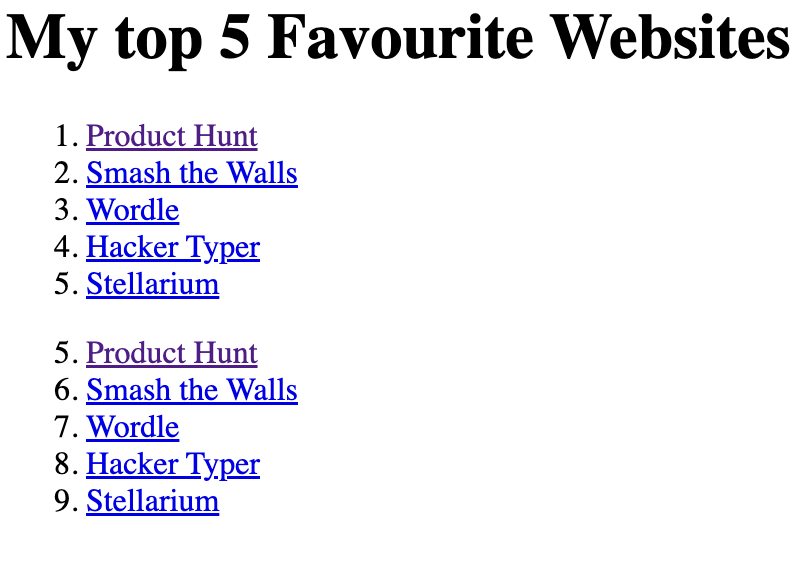 My top 5 Favourite Websites
1. Product Hunt
2. Smash the Walls
3. Wordle
4. Hacker Typer
5. Stellarium
5. Product Hunt
6. Smash the Walls
7. Wordle
8. Hacker Typer
9. Stellarium